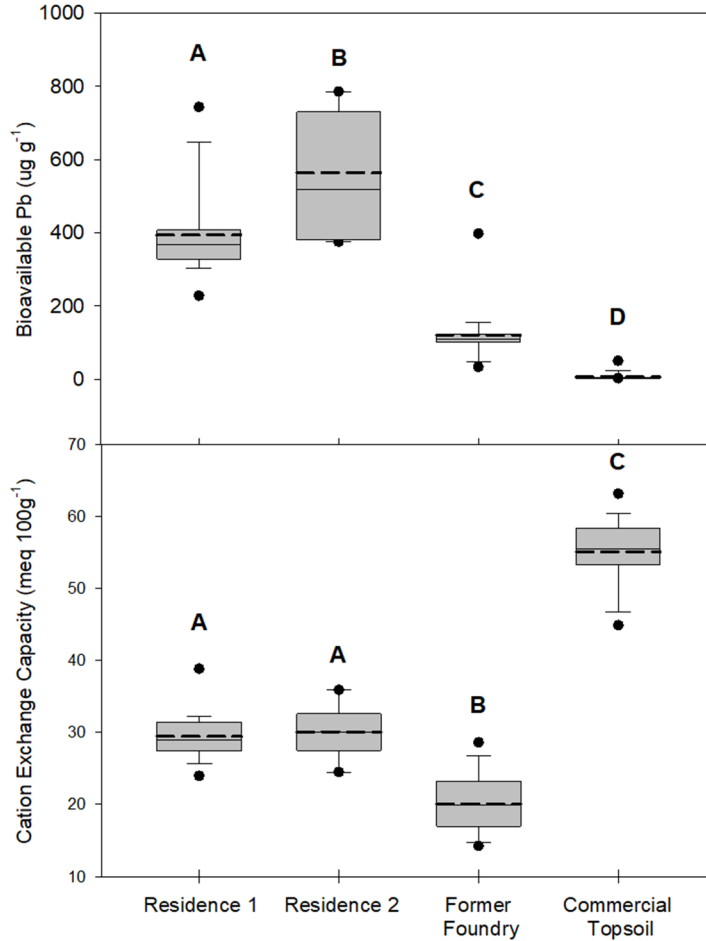 1000
800
600
400
200
0
Bioavailable Pb (ug g⁻¹)
A
B
C
D
70
60
50
40
30
20
10
Cation Exchange Capacity (meq 100g⁻¹)
A
A
B
C
Residence 1
Residence 2
Former
Foundry
Commercial
Topsoil